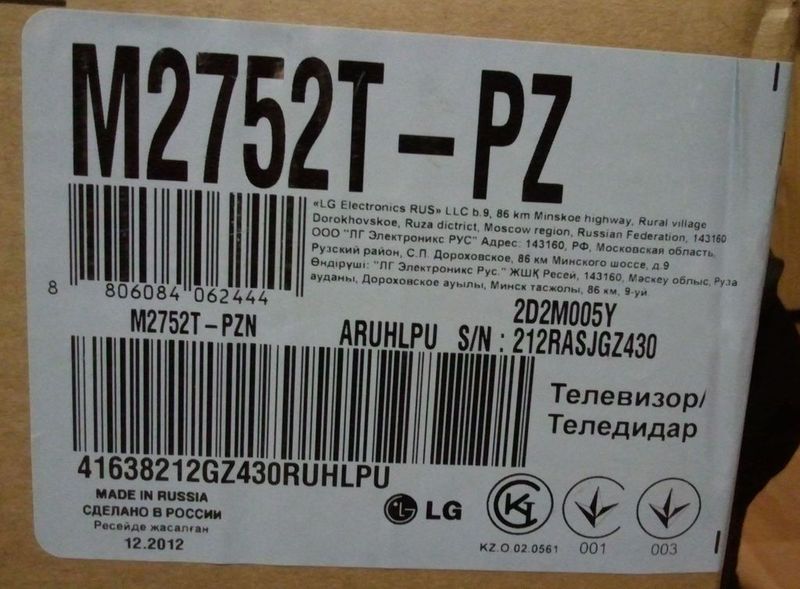 M2752T-PZ
«LG Electronics RUS» LLC b.9, 86 km Minskoe highway, Rural village
Dorokhovskoe, Ruza dictrict, Moscow region, Russian Federation, 143160
ООО "ЛГ Электроникс РУС" Адрес: 143160, РФ, Московская область,
Рузский район, С.П. Дороховское, 86 км Минского шоссе, д.9
Өндіруші: "ЛГ Электроникс Рус." ЖШҚ Ресей, 143160, Мәскеу облыс, Руза
ауданы, Дороховское ауылы, Минск тасжолы, 86 км, 9-уй
8 806084 062444
2D2M005Y
M2752T-PZN ARUHLPU S/N : 212RASJGZ430
Телевизор/
Теледидар
41638212GZ430RUHLPU
MADE IN RUSSIA
СДЕЛАНО В РОССИИ
Ресейде жасалған
12.2012
LG
KZ.O.02.0561
001
003